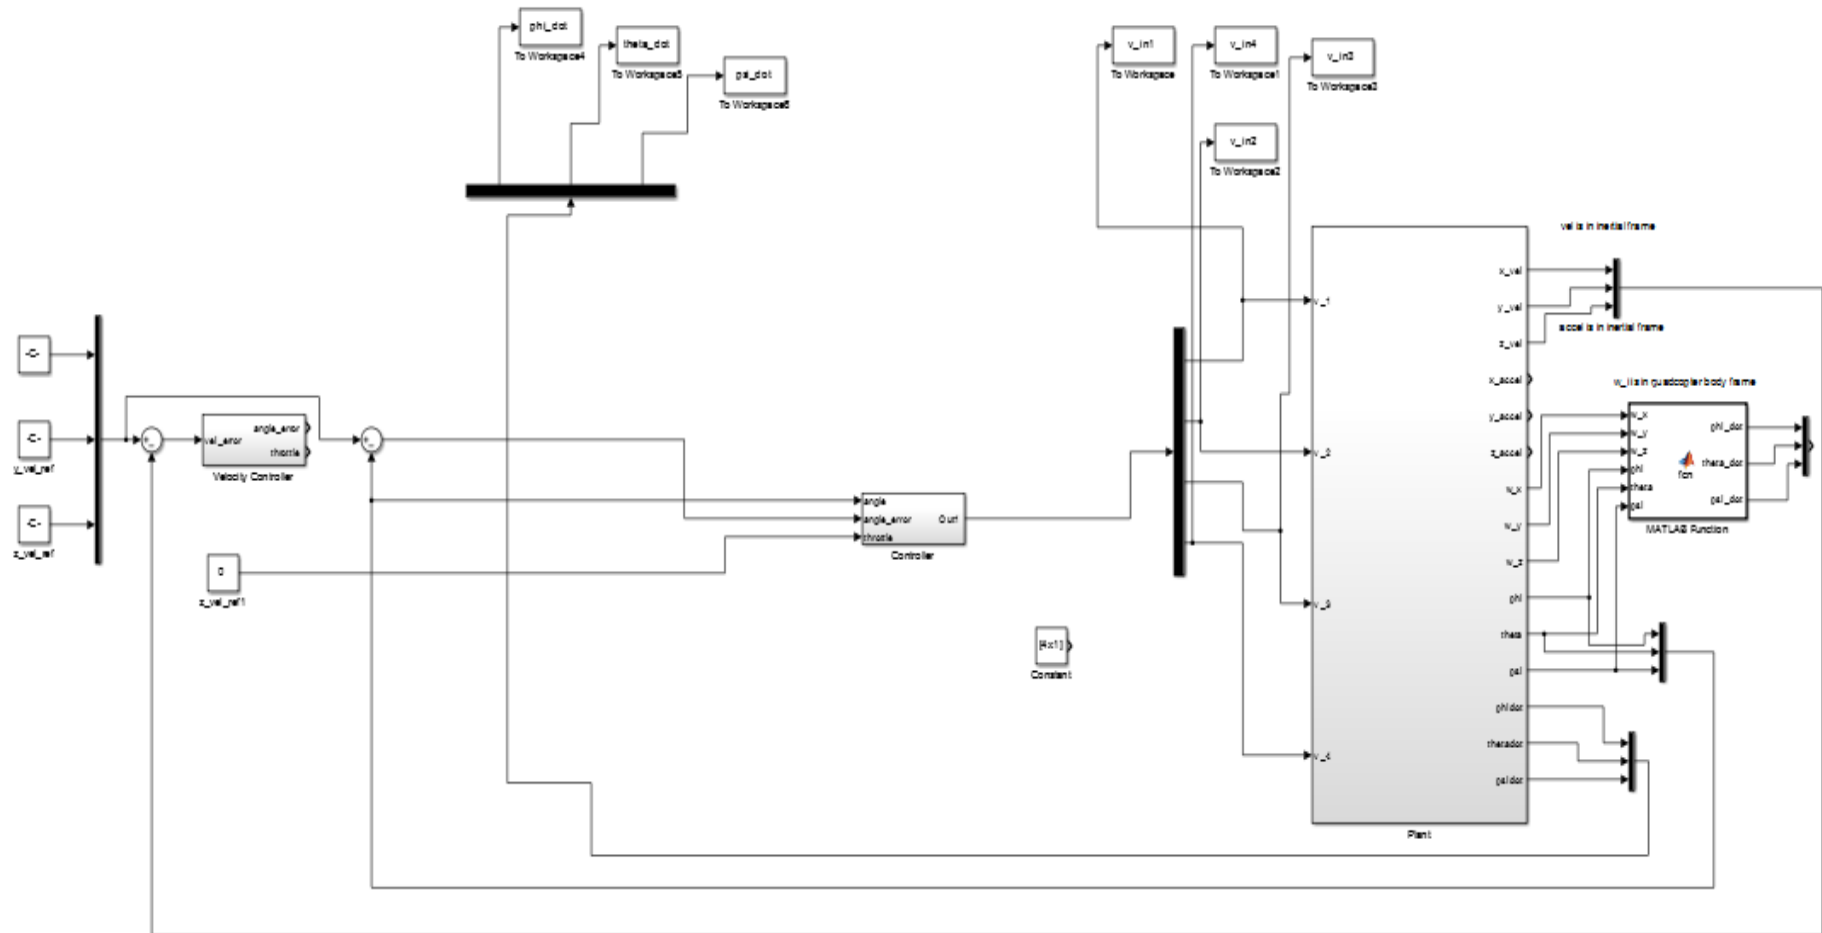 phi_dot
To Workspace4
theta_dot
To Workspace5
psi_dot
To Workspace6
v_in1
To Workspace
v_in4
To Workspace1
v_in3
To Workspace3
v_in2
To Workspace2
-C-
-C-
y_vel_ref
-C-
z_vel_ref
vel_error
angle_error
throttle
Velocity Controller
0
z_vel_ref1
angle
angle_error
throttle
Out1
Controller
[4x1]
Constant
v_1
v_2
v_3
v_4
x_vel
y_vel
z_vel
x_accel
y_accel
z_accel
w_x
w_y
w_z
phi
theta
psi
phidot
thetadot
psidot
Plant
vel is in inertial frame
accel is in inertial frame
w_ii is in quadcopter body frame
w_x
w_y
w_z
phi
theta
psi
fcn
phi_dot
theta_dot
psi_dot
MATLAB Function